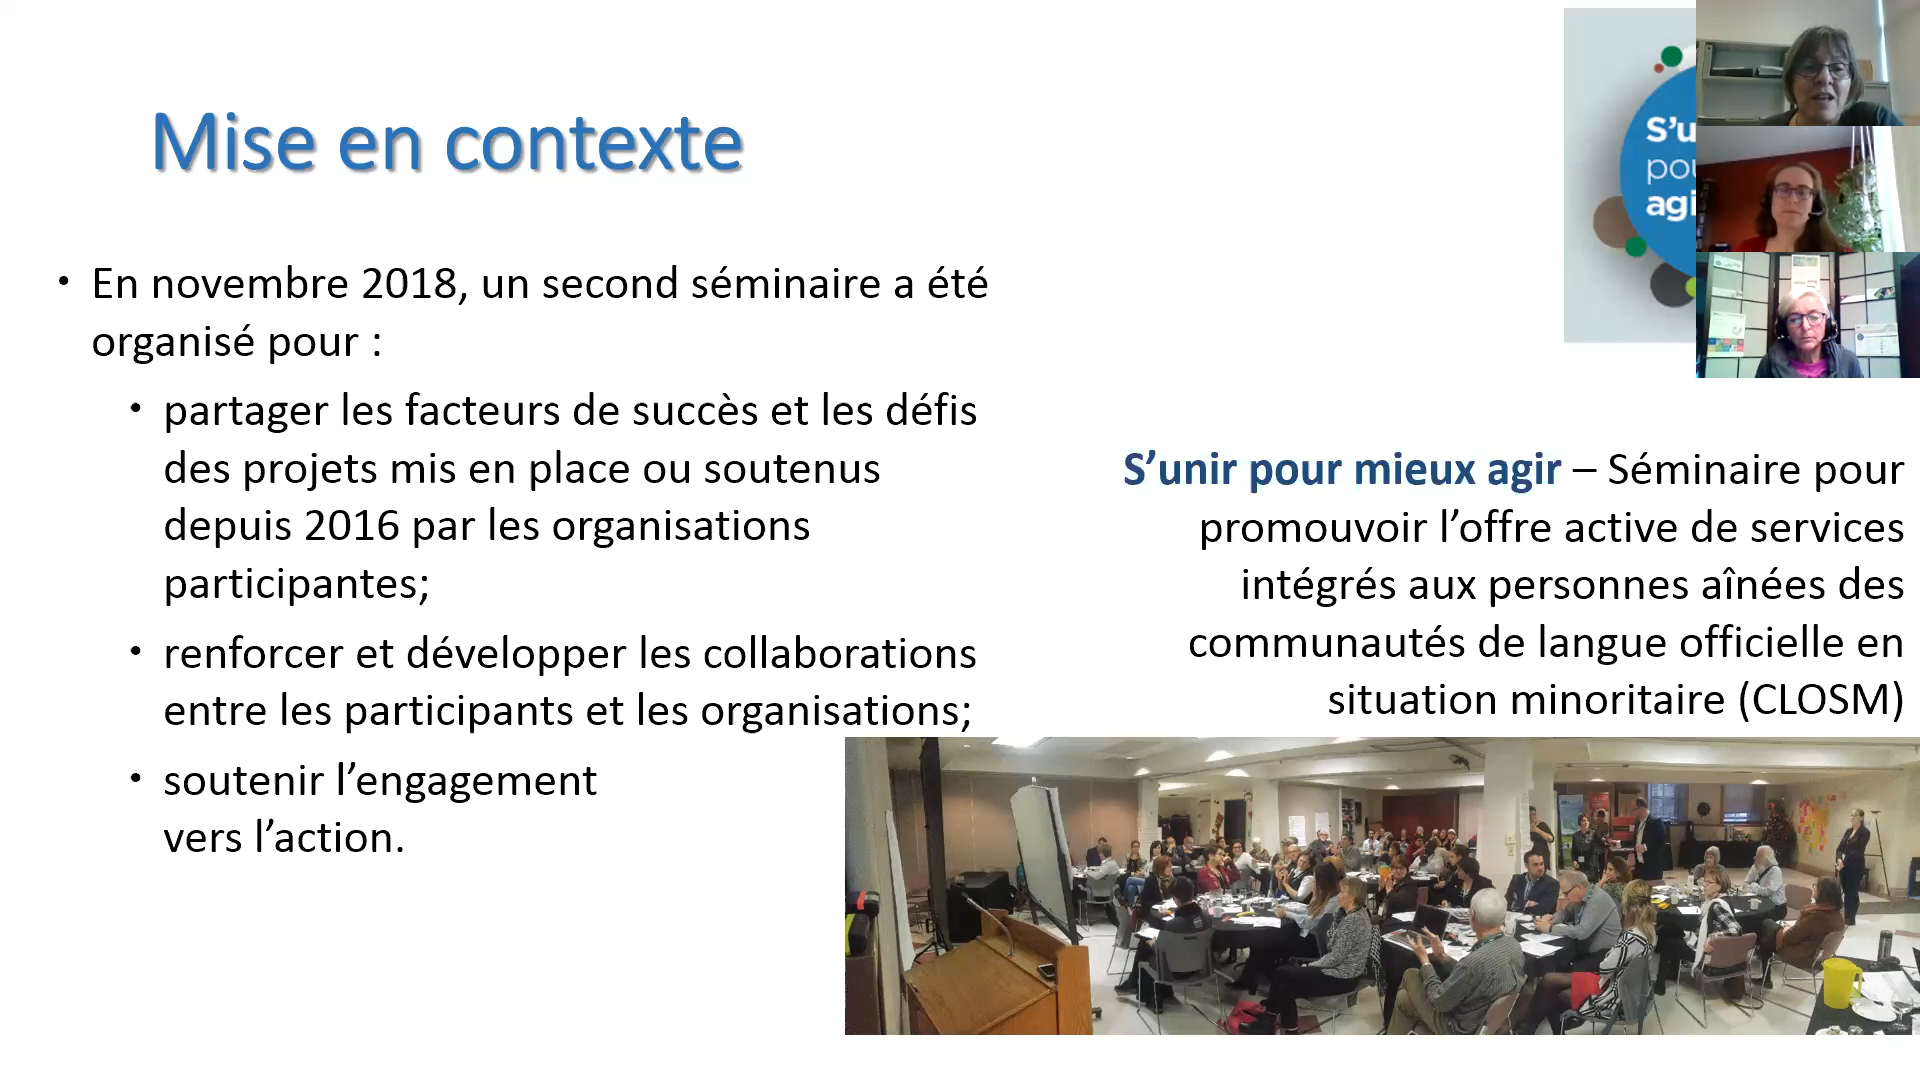 Mise en contexte
• En novembre 2018, un second séminaire a été
organisé pour :
• partager les facteurs de succès et les défis
des projets mis en place ou soutenus
depuis 2016 par les organisations
participantes;
• renforcer et développer les collaborations
entre les participants et les organisations;
• soutenir l’engagement
vers l’action.
S’unir pour mieux agir – Séminaire pour
promouvoir l’offre active de services
intégrés aux personnes aînées des
communautés de langue officielle en
situation minoritaire (CLOSM)